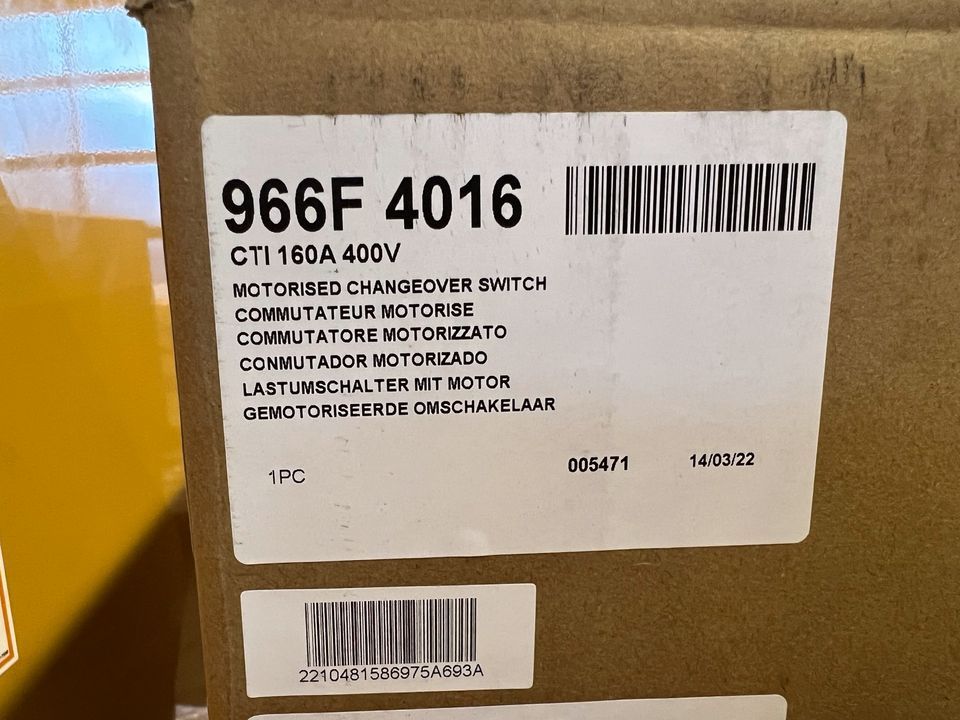 966F 4016
CTI 160A 400V
MOTORISED CHANGEOVER SWITCH
COMMUTATEUR MOTORISE
COMMUTATORE MOTORIZZATO
CONMUTADOR MOTORIZADO
LASTUMSCHALTER MIT MOTOR
GEMOTORISEERDE OMSCHAKELAAR
1PC 005471 14/03/22
2210481586975A693A